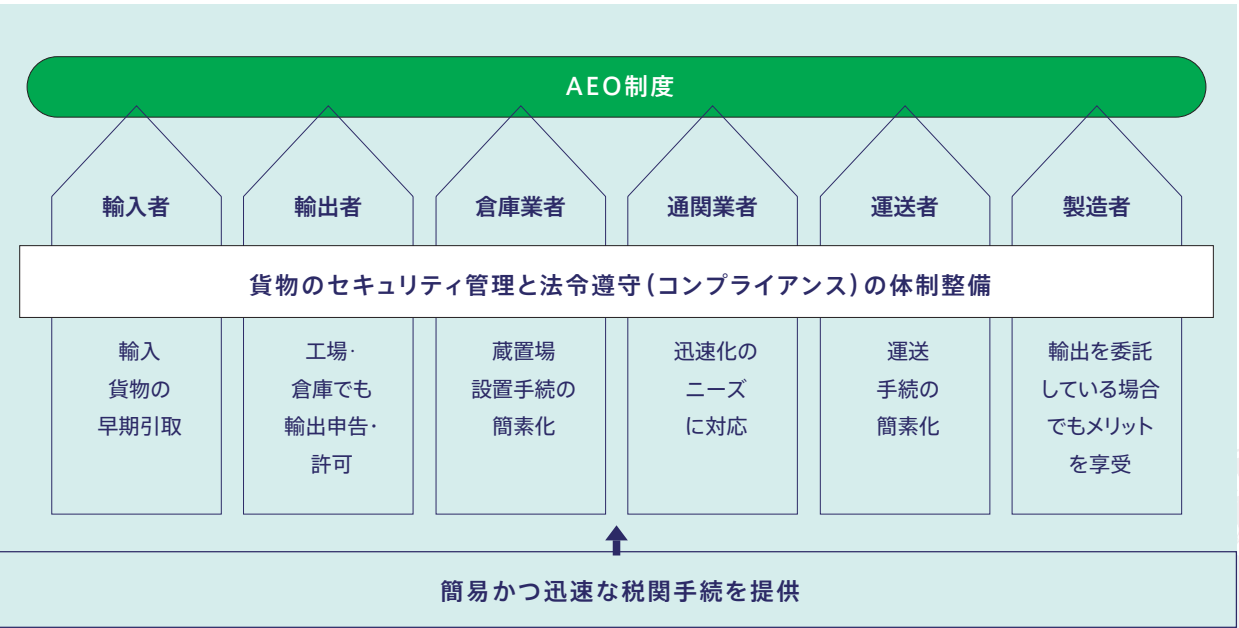 AEO制度
輸入者
輸出者
倉庫業者
通関業者
運送者
製造者
貨物のセキュリティ管理と法令遵守(コンプライアンス)の体制整備
輸入
貨物の
早期引取
工場・
倉庫でも
輸出申告・
許可
蔵置場
設置手続の
簡素化
迅速化の
ニーズ
に対応
運送
手続の
簡素化
輸出を委託
している場合
でもメリット
を享受
簡易かつ迅速な税関手続を提供